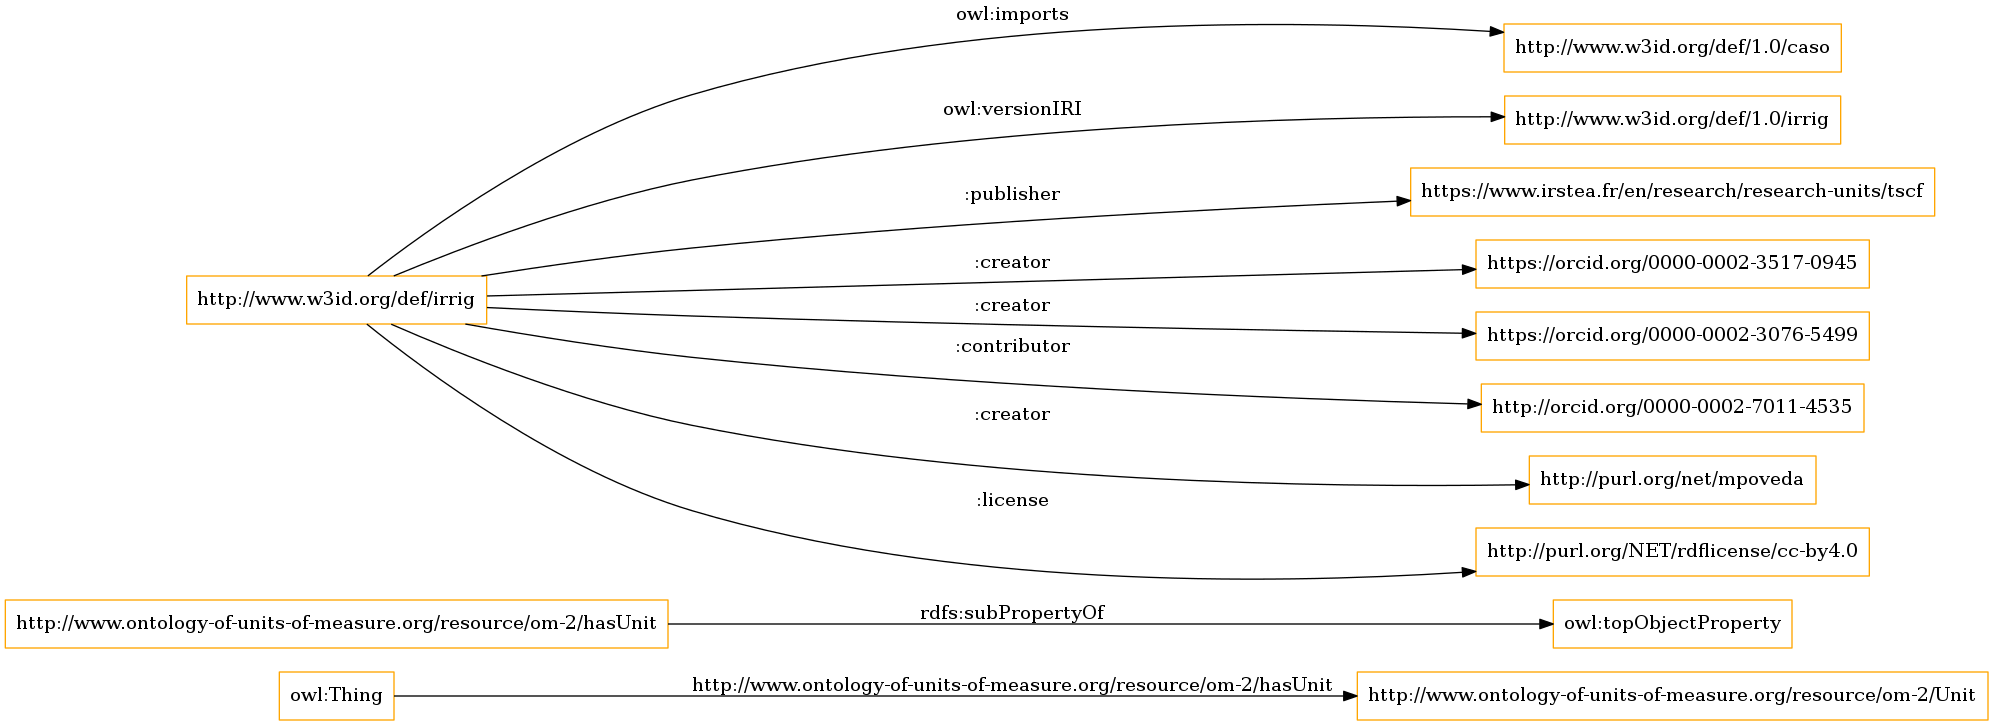 owl:imports
http://www.w3id.org/def/1.0/caso
owl:versionIRI
http://www.w3id.org/def/1.0/irrig
:publisher
https://www.irstea.fr/en/research/research-units/tscf
:creator
https://orcid.org/0000-0002-3517-0945
http://www.w3id.org/def/irrig
:creator
https://orcid.org/0000-0002-3076-5499
:contributor
http://orcid.org/0000-0002-7011-4535
:creator
http://purl.org/net/mpoveda
:license
http://purl.org/NET/rdflicense/cc-by4.0
http://www.ontology-of-units-of-measure.org/resource/om-2/hasUnit
rdfs:subPropertyOf
owl:topObjectProperty
owl:Thing
http://www.ontology-of-units-of-measure.org/resource/om-2/hasUnit
http://www.ontology-of-units-of-measure.org/resource/om-2/Unit